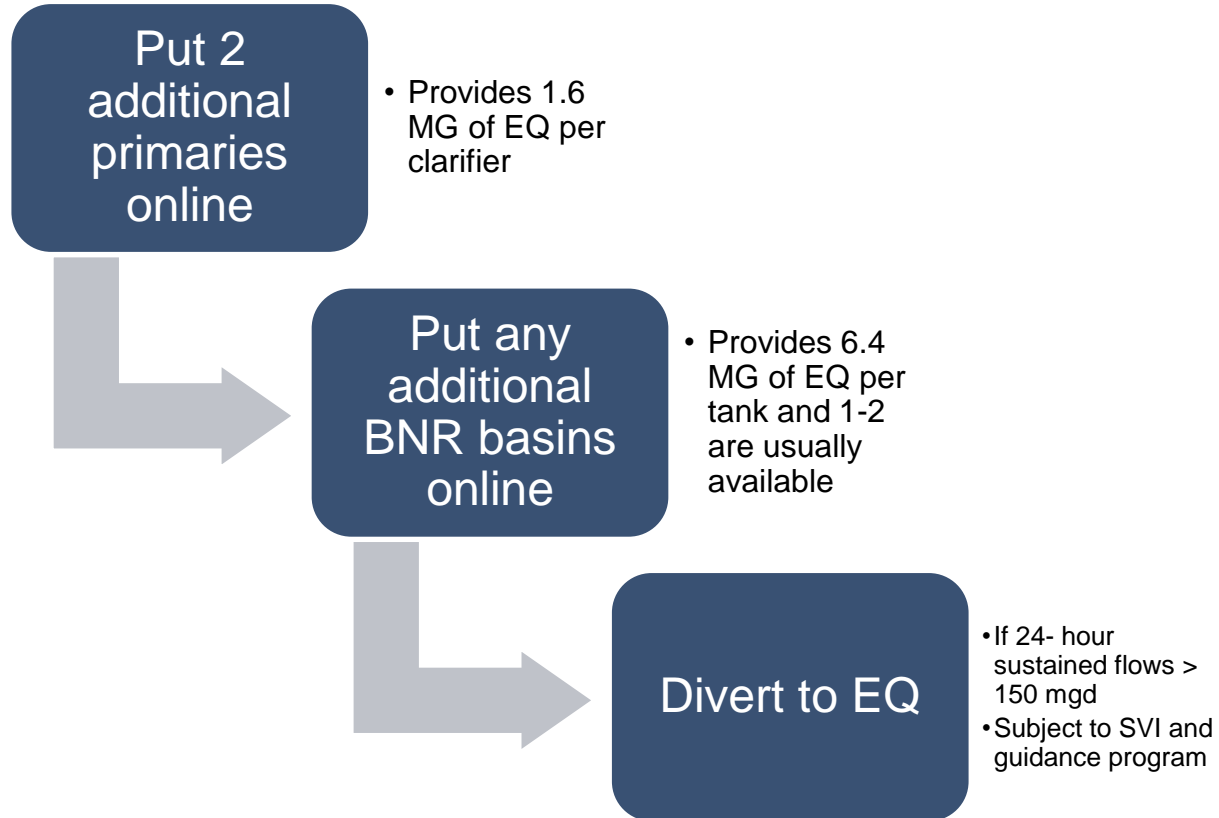 Put 2
additional
primaries
online
• Provides 1.6
MG of EQ per
clarifier
Put any
additional
BNR basins
online
• Provides 6.4
MG of EQ per
tank and 1-2
are usually
available
Divert to EQ
•If 24- hour
sustained flows >
150 mgd
•Subject to SVI and
guidance program